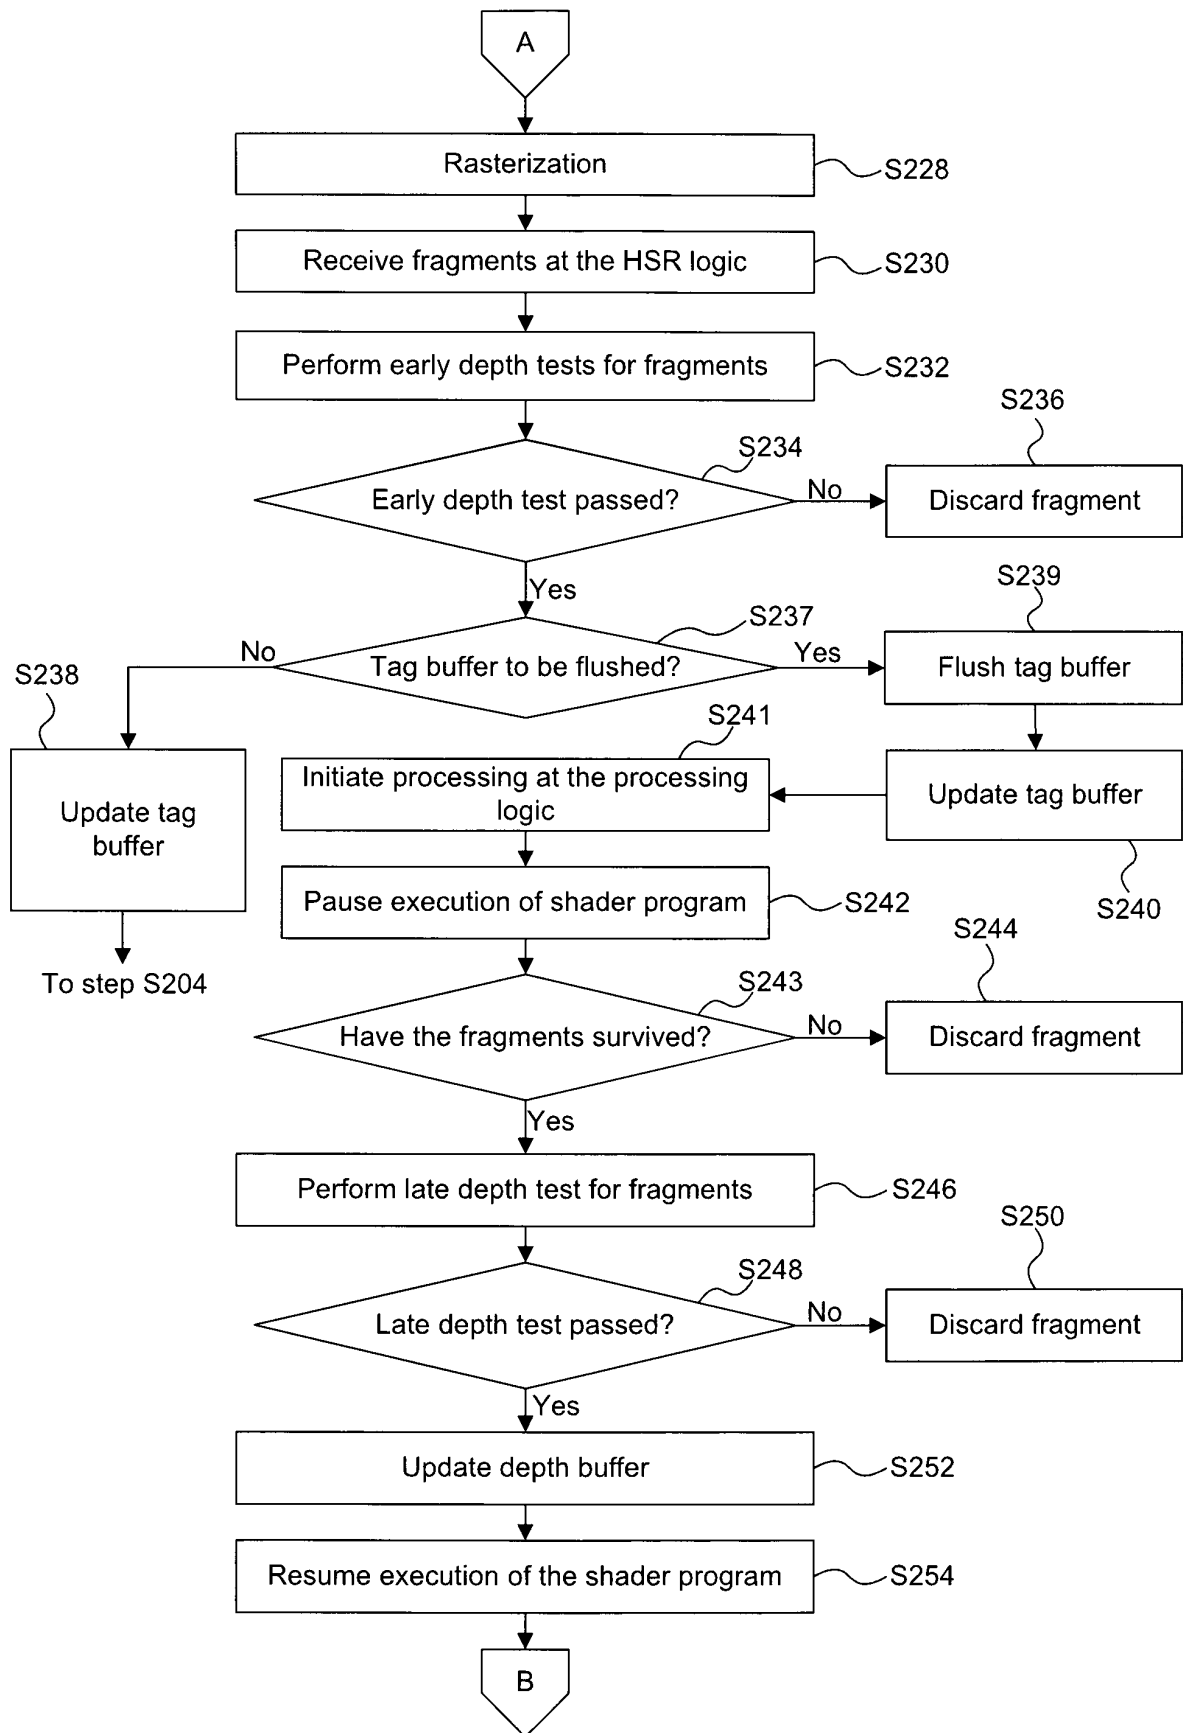 A
Rasterization
S228
Receive fragments at the HSR logic
S230
Perform early depth tests for fragments
S232
S236
S234
Early depth test passed?
No
Discard fragment
Yes
S239
S237
No
Tag buffer to be flushed?
Yes
Flush tag buffer
S238
S241
Initiate processing at the processing
logic
Update tag buffer
Update tag
buffer
Pause execution of shader program
S242
S240
S244
To step S204
S243
Have the fragments survived?
No
Discard fragment
Yes
Perform late depth test for fragments
S246
S250
S248
Late depth test passed?
No
Discard fragment
Yes
Update depth buffer
S252
Resume execution of the shader program
S254
B